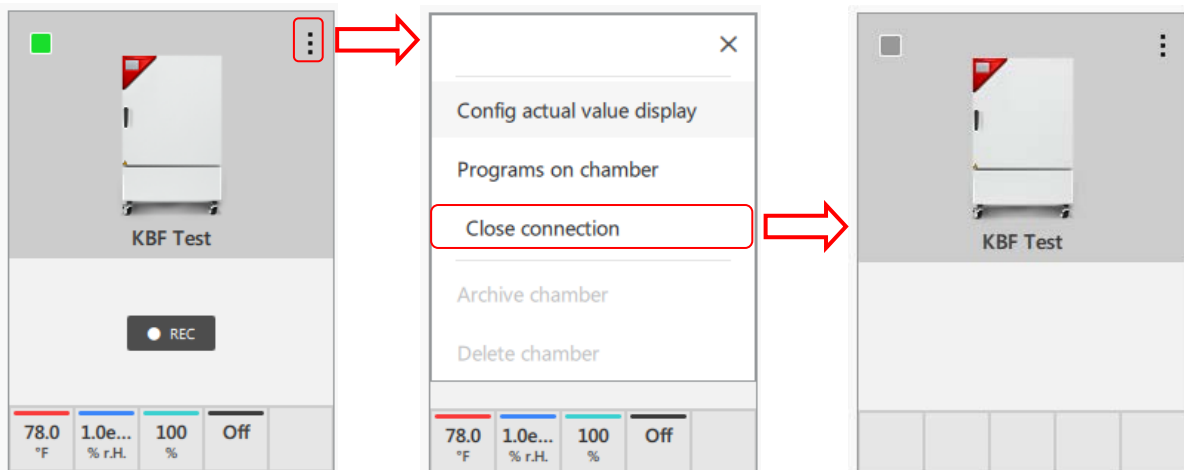 KBF Test
REC
78.0 1.0e... 100 Off
°F % r.H. %
Config actual value display
Programs on chamber
Close connection
Archive chamber
Delete chamber
78.0 1.0e... 100 Off
°F % r.H. %
KBF Test